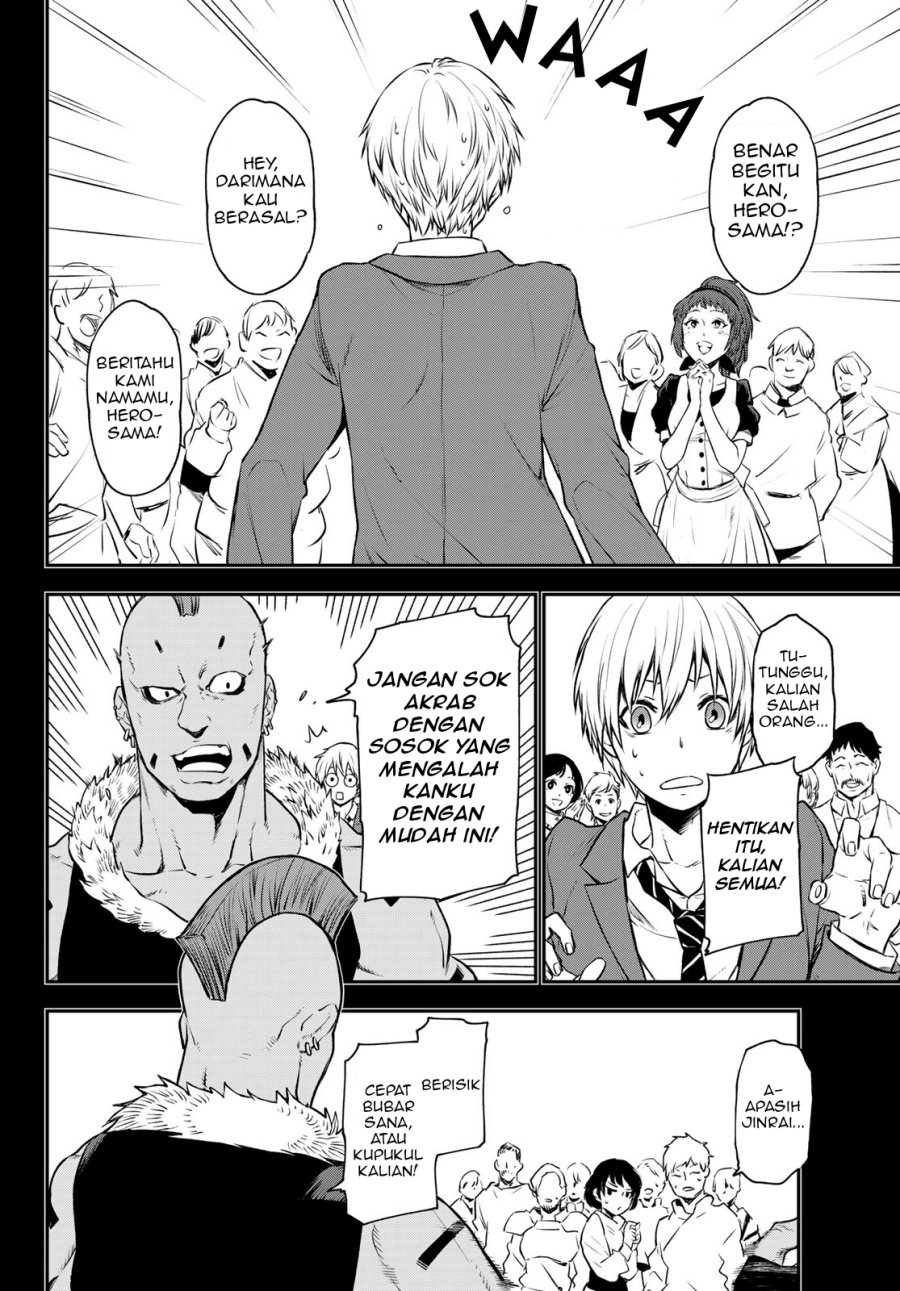 WAAA
BENAR
BEGITU
KAN,
HERO-
SAMA!?
HEY,
DARIMANA
KAU
BERASAL?
BERITAHU
KAMI
NAMAMU,
HERO-
SAMA!
TU-
TUNGGU,
KALIAN
SALAH
ORANG...
HENTIKAN
ITU,
KALIAN
SEMUA!
JANGAN SOK
AKRAB
DENGAN
SOSOK YANG
MENGALAH
KANKU
DENGAN
MUDAH INI!
A-
APASIH
JINRAI...
BERISIK
CEPAT
BUBAR
SANA,
ATAU
KUPUKUL
KALIAN!